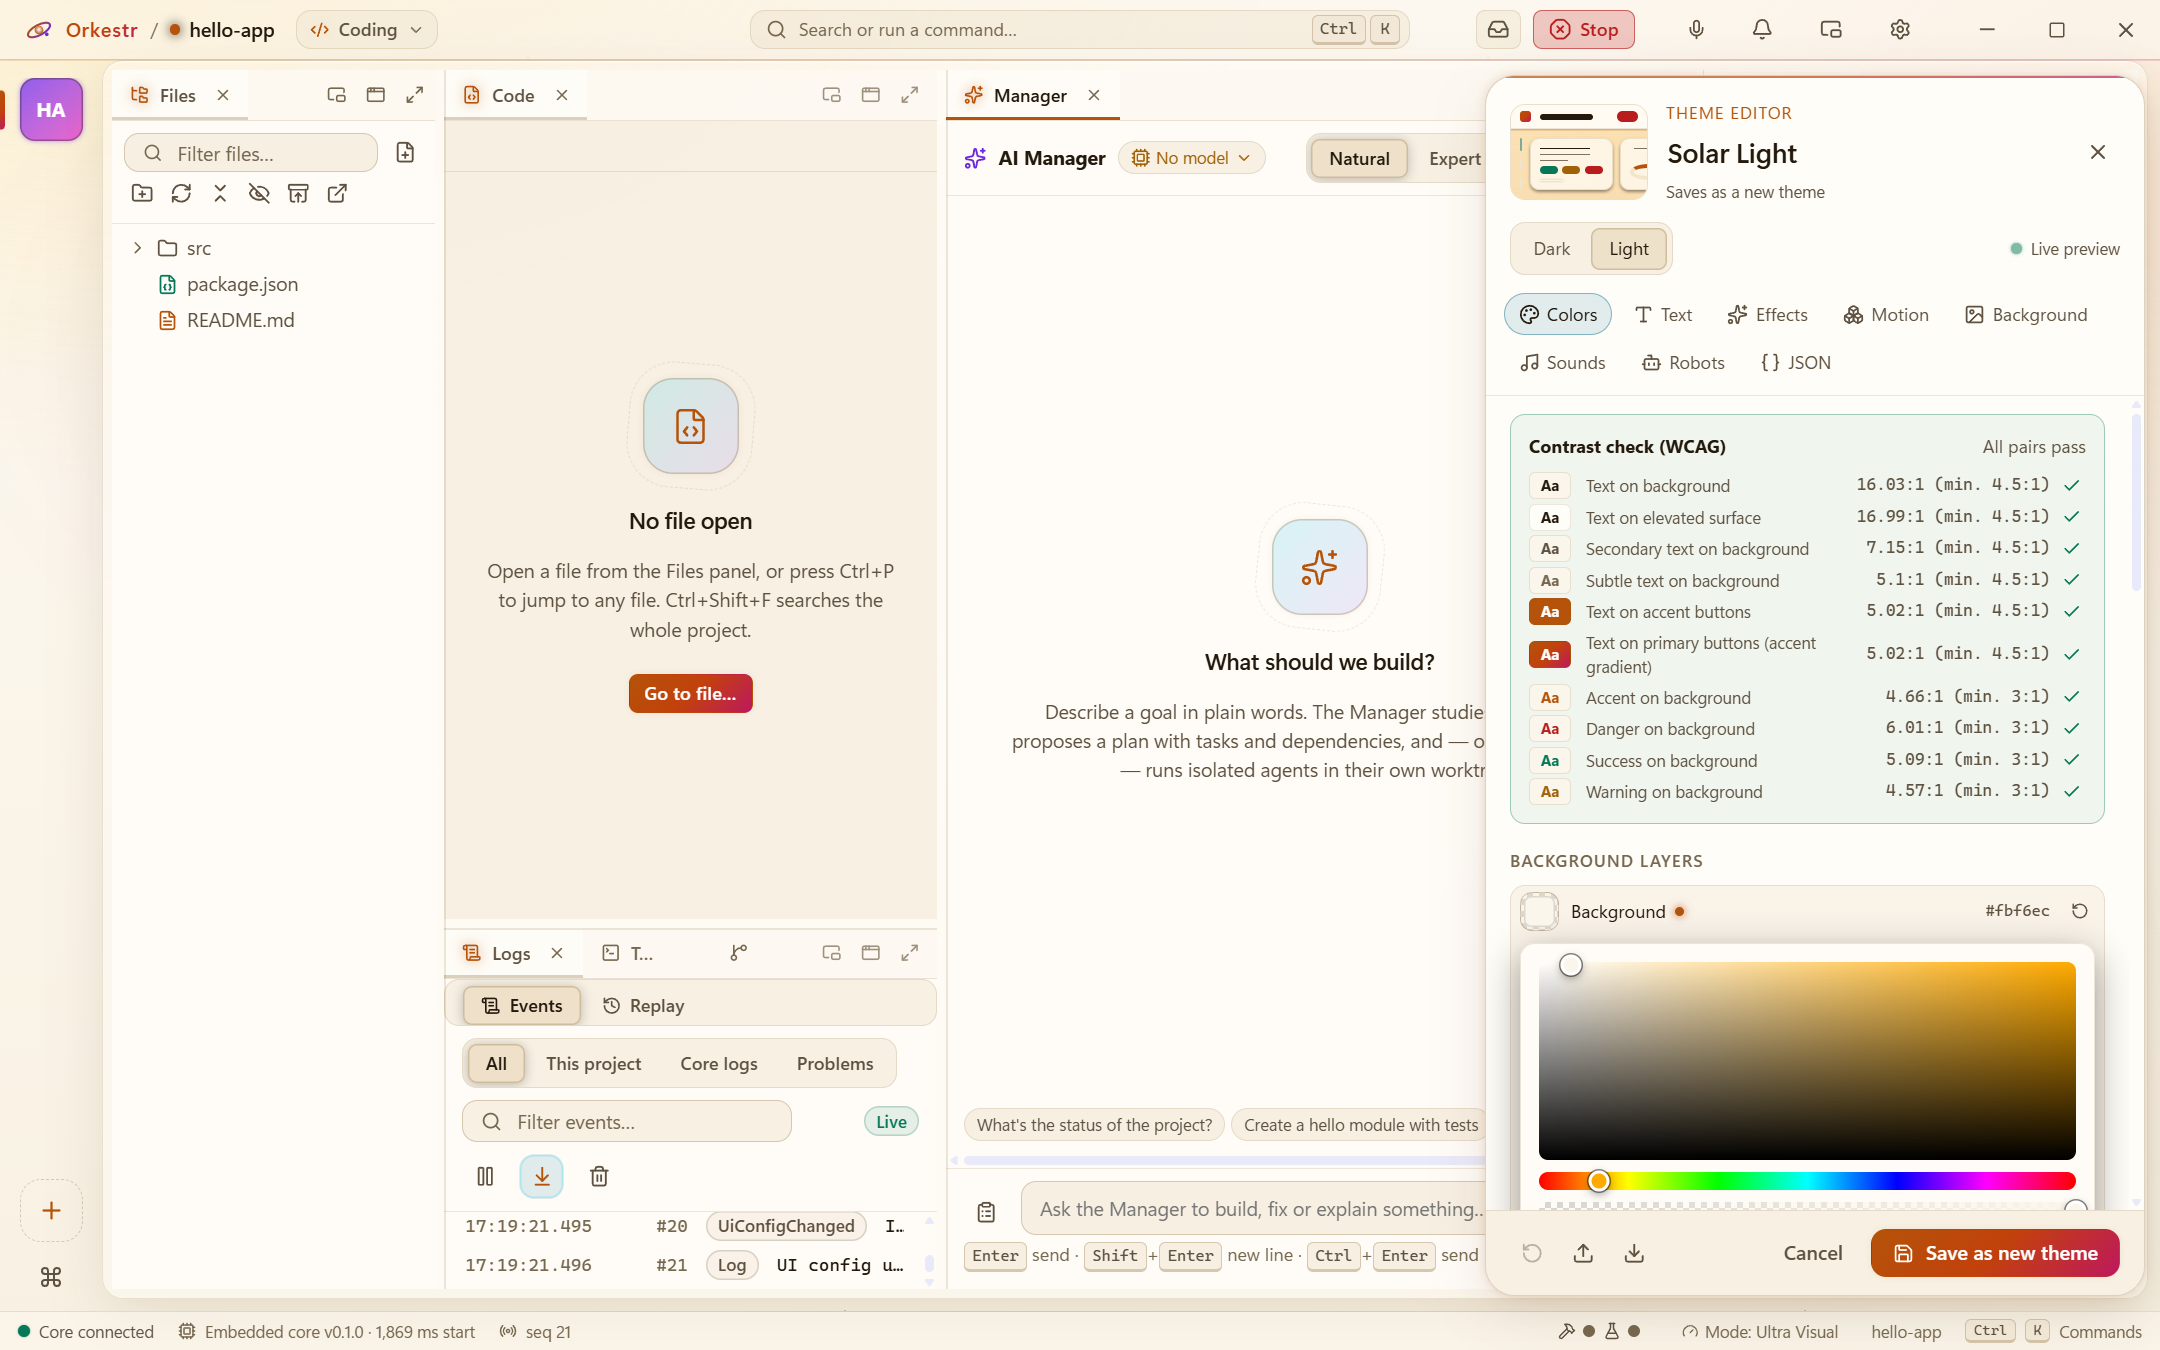 Orkestr / hello-app
Coding
Search or run a command...
Ctrl K
Stop
HA
Files
Filter files...
src
package.json
README.md
Code
No file open
Open a file from the Files panel, or press Ctrl+P
to jump to any file. Ctrl+Shift+F searches the
whole project.
Go to file...
Logs
T...
Events
Replay
All
This project
Core logs
Problems
Filter events...
Live
17:19:21.495 #20 UiConfigChanged I...
17:19:21.496 #21 Log UI config u...
Manager
AI Manager
No model
Natural
Expert
What should we build?
Describe a goal in plain words. The Manager studie
proposes a plan with tasks and dependencies, and — o
— runs isolated agents in their own worktr
What's the status of the project?
Create a hello module with tests
Ask the Manager to build, fix or explain something...
Enter send · Shift+Enter new line · Ctrl+Enter send
THEME EDITOR
Solar Light
Saves as a new theme
Dark
Light
Live preview
Colors
Text
Effects
Motion
Background
Sounds
Robots
JSON
Contrast check (WCAG)
All pairs pass
Aa Text on background 16.03:1 (min. 4.5:1)
Aa Text on elevated surface 16.99:1 (min. 4.5:1)
Aa Secondary text on background 7.15:1 (min. 4.5:1)
Aa Subtle text on background 5.1:1 (min. 4.5:1)
Aa Text on accent buttons 5.02:1 (min. 4.5:1)
Aa Text on primary buttons (accent
gradient) 5.02:1 (min. 4.5:1)
Aa Accent on background 4.66:1 (min. 3:1)
Aa Danger on background 6.01:1 (min. 3:1)
Aa Success on background 5.09:1 (min. 3:1)
Aa Warning on background 4.57:1 (min. 3:1)
BACKGROUND LAYERS
Background
#fbf6ec
Cancel
Save as new theme
Core connected
Embedded core v0.1.0 · 1,869 ms start
seq 21
Mode: Ultra Visual
hello-app
Ctrl K Commands